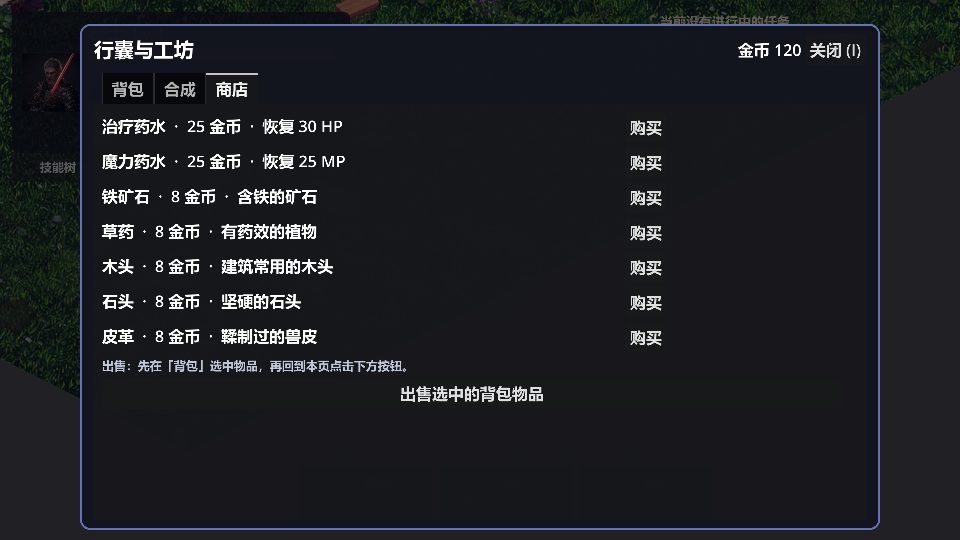 当前没有进行中的任务
行囊与工坊
金币 120 关闭 (I)
背包 合成 商店
治疗药水 · 25 金币 · 恢复 30 HP 购买
魔力药水 · 25 金币 · 恢复 25 MP 购买
铁矿石 · 8 金币 · 含铁的矿石 购买
技能树
草药 · 8 金币 · 有药效的植物 购买
木头 · 8 金币 · 建筑常用的木头 购买
石头 · 8 金币 · 坚硬的石头 购买
皮革 · 8 金币 · 鞣制过的兽皮 购买
出售：先在「背包」选中物品，再回到本页点击下方按钮。
出售选中的背包物品